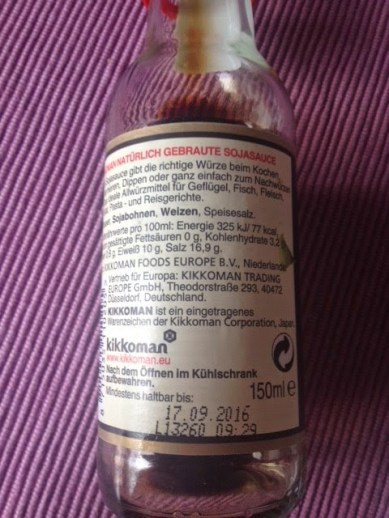 NATÜRLICH GEBRAUTE SOJASAUCE
gibt die richtige Würze beim Kochen,
Dippen oder ganz einfach zum Nachwürzen
Allwürzmittel für Geflügel, Fisch, Fleisch,
Pasta - und Reisgerichte.
Sojabohnen, Weizen, Speisesalz.
pro 100ml: Energie 325 kJ/77 kcal,
Fettsäuren 0 g, Kohlenhydrate 3,2
Eiweiß 10 g, Salz 16,9 g.
KIKKOMAN FOODS EUROPE B.V., Niederlande
Vertrieb für Europa: KIKKOMAN TRADING
EUROPE GmbH, Theodorstraße 293, 40472
Düsseldorf, Deutschland.
KIKKOMAN ist ein eingetragenes
Warenzeichen der Kikkoman Corporation, Japan
kikkoman
www.kikkoman.eu
Nach dem Öffnen im Kühlschrank
aufbewahren.
150ml e
Mindestens haltbar bis:
17.09.2016
L13260 09:29